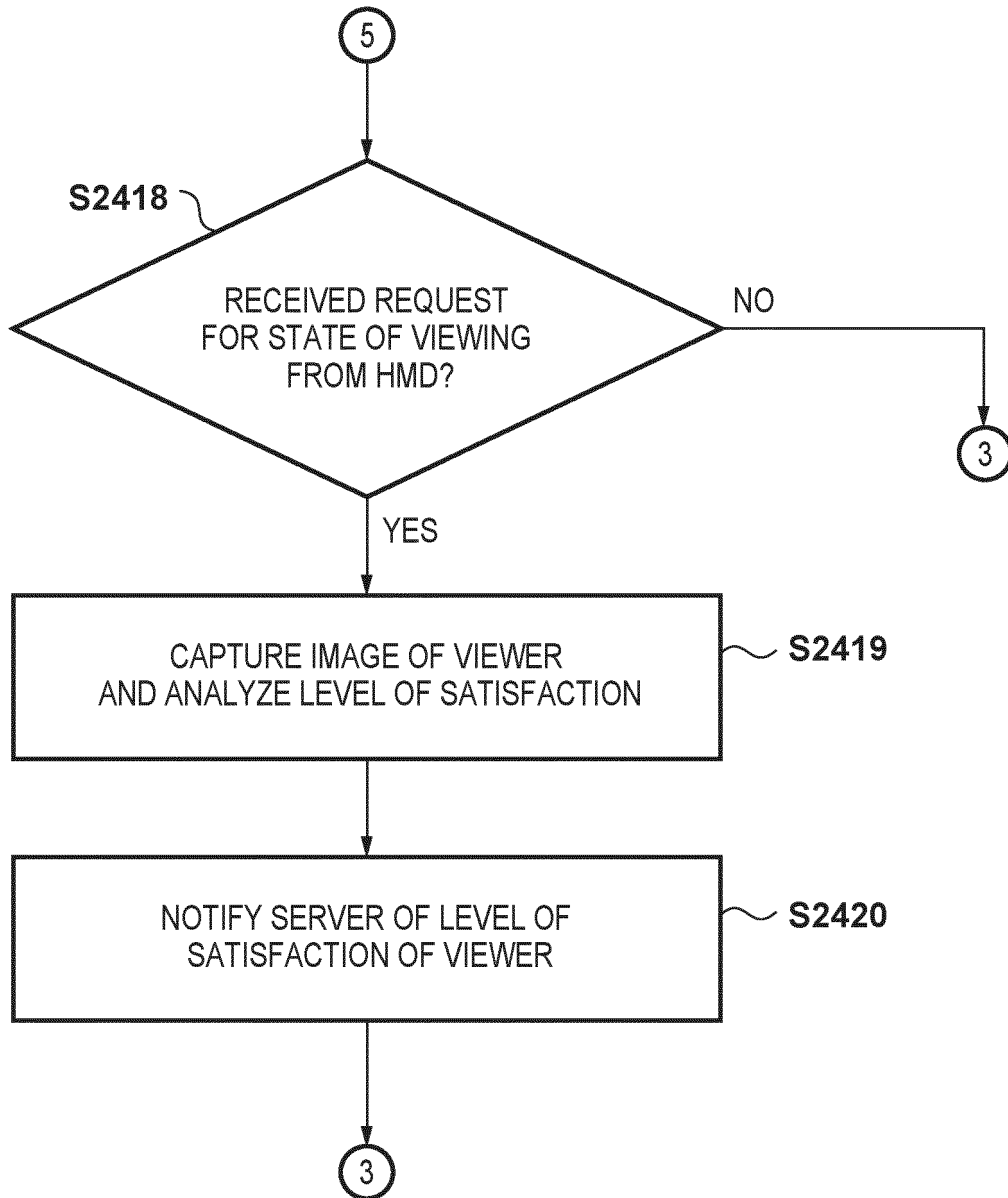 5
S2418
RECEIVED REQUEST
FOR STATE OF VIEWING
FROM HMD?
NO
3
YES
CAPTURE IMAGE OF VIEWER
AND ANALYZE LEVEL OF SATISFACTION
S2419
NOTIFY SERVER OF LEVEL OF
SATISFACTION OF VIEWER
S2420
3